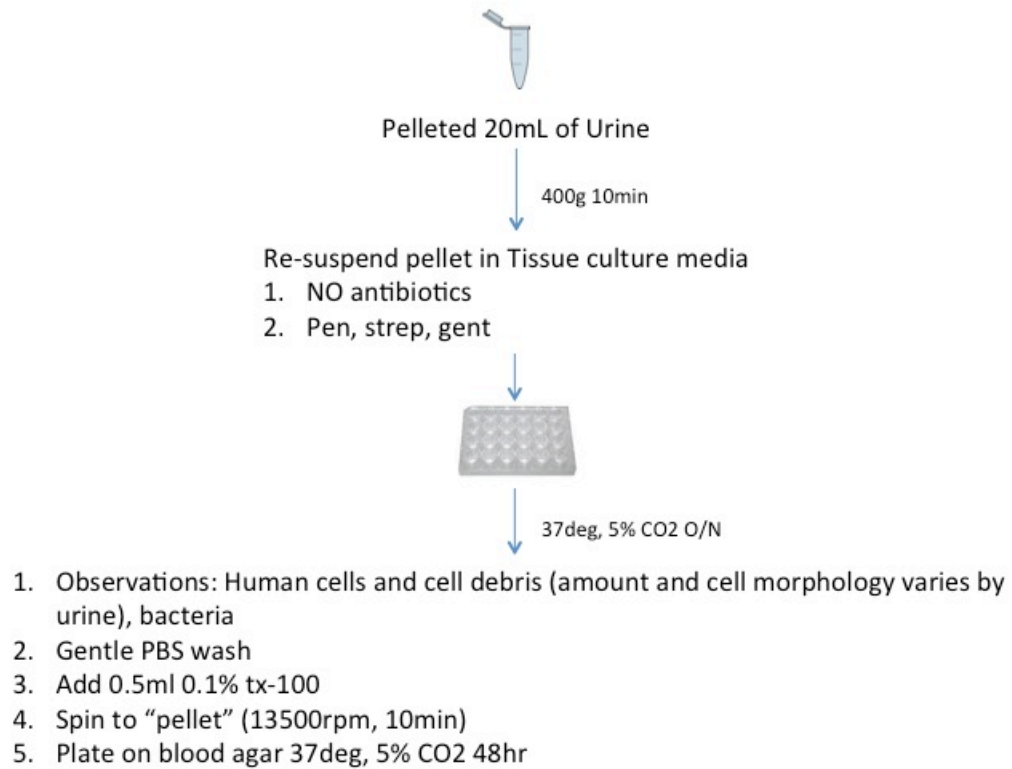 Pelleted 20mL of Urine
400g 10min
Re-suspend pellet in Tissue culture media
1. NO antibiotics
2. Pen, strep, gent
37deg, 5% CO2 O/N
1. Observations: Human cells and cell debris (amount and cell morphology varies by
urine), bacteria
2. Gentle PBS wash
3. Add 0.5ml 0.1% tx-100
4. Spin to “pellet” (13500rpm, 10min)
5. Plate on blood agar 37deg, 5% CO2 48hr